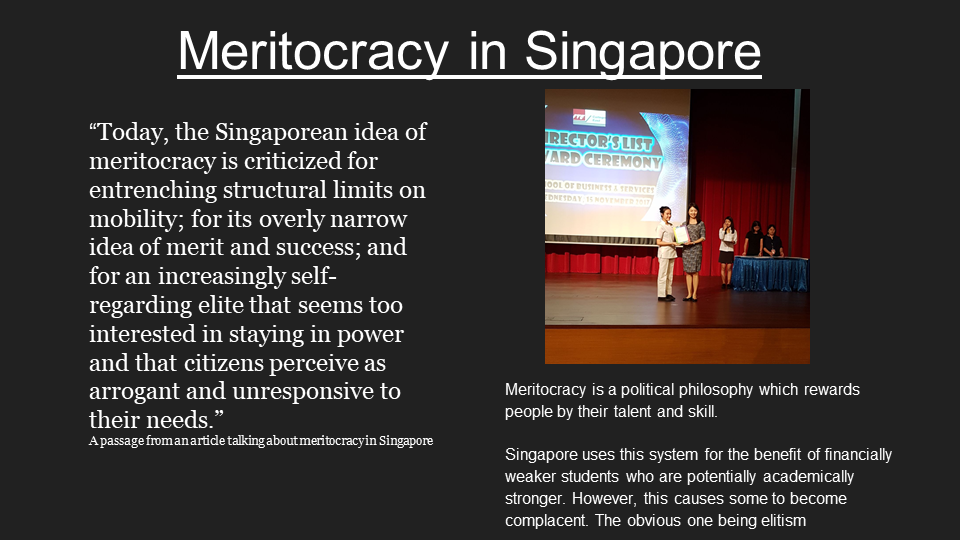 Meritocracy in Singapore
“Today, the Singaporean idea of
meritocracy is criticized for
entrenching structural limits on
mobility; for its overly narrow
idea of merit and success; and
for an increasingly self-
regarding elite that seems too
interested in staying in power
and that citizens perceive as
arrogant and unresponsive to
their needs.”
A passage from an article talking about meritocracy in Singapore
IRECTOR'S LIST
ARD CEREMONY
OOL OF BUSINESS & SERVICES
DNESDAY, 15 NOVEMBER 2017
Meritocracy is a political philosophy which rewards
people by their talent and skill.
Singapore uses this system for the benefit of financially
weaker students who are potentially academically
stronger. However, this causes some to become
complacent. The obvious one being elitism